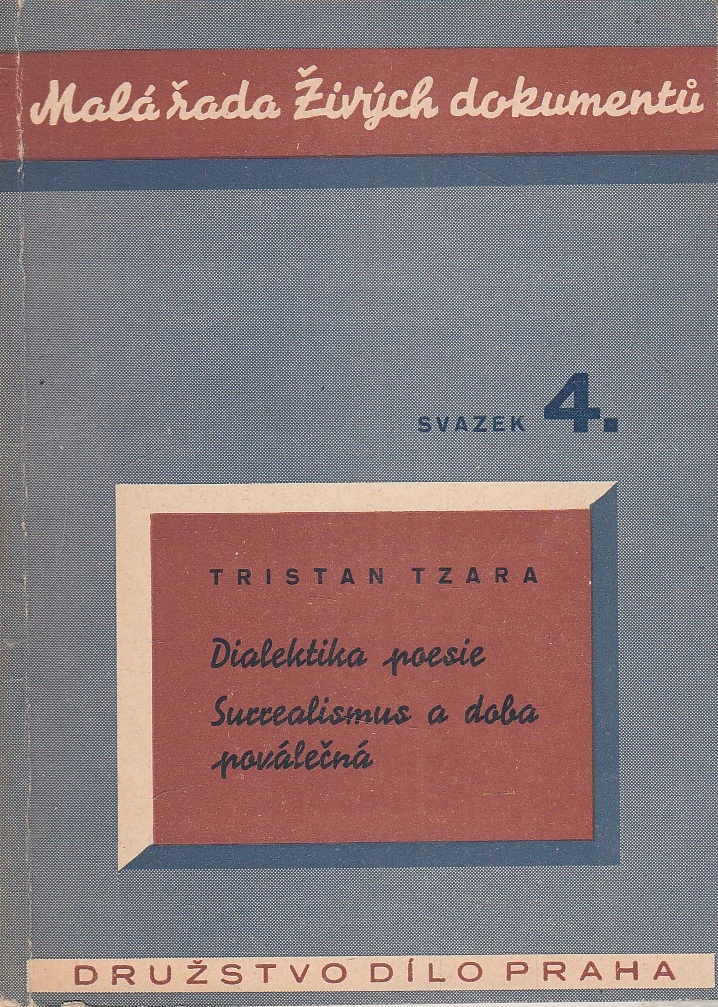 Malá řada Živých dokumentů
SVAZEK 4.
TRISTAN TZARA
Dialektika poesie
Surrealismus a doba
poválečná
DRUŽSTVO DÍLO PRAHA